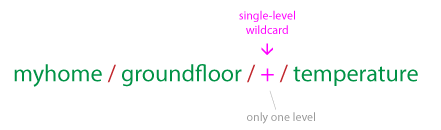 single-level
wildcard
myhome / groundfloor / + / temperature
only one level